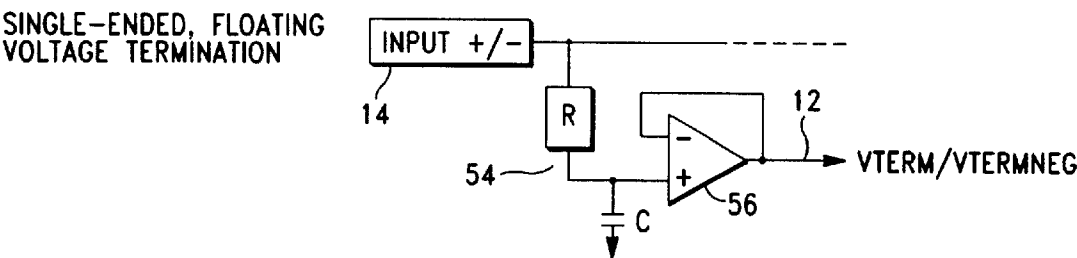 SINGLE-ENDED, FLOATING
VOLTAGE TERMINATION
INPUT +/-
14
R
54
C
-
+
56
12
VTERM/VTERMNEG